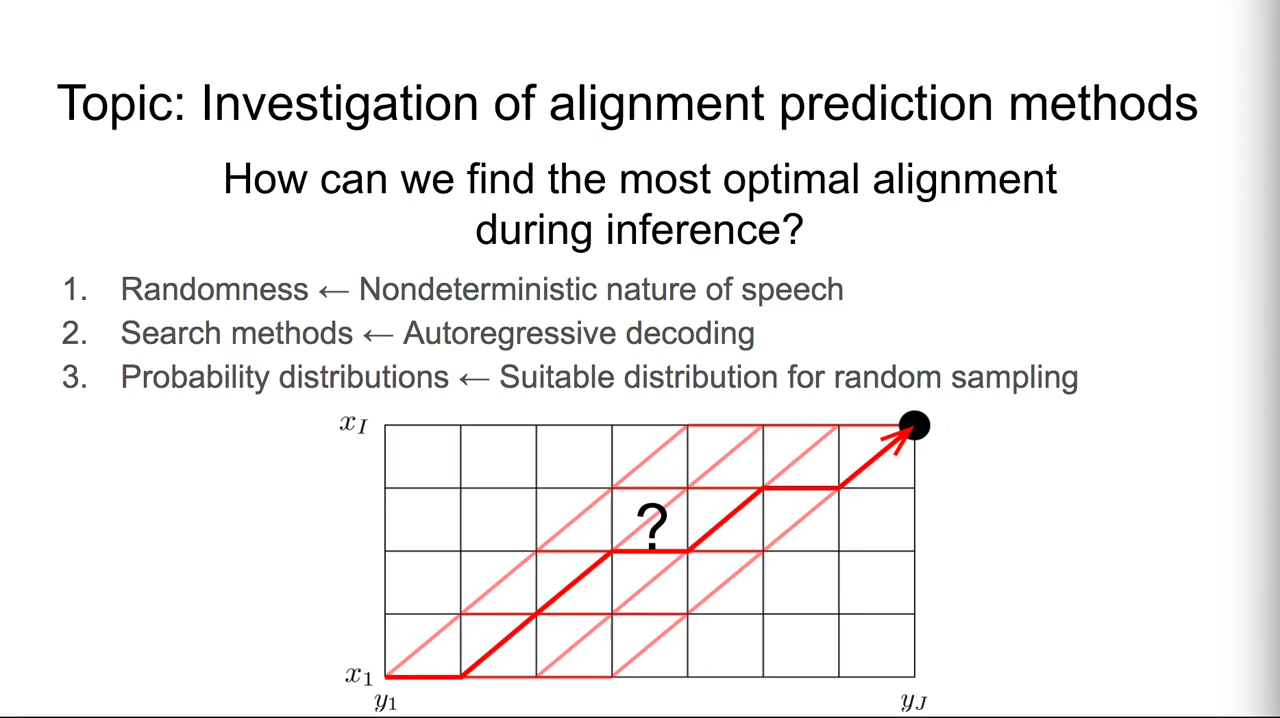 Topic: Investigation of alignment prediction methods
How can we find the most optimal alignment
during inference?
1. Randomness ← Nondeterministic nature of speech
2. Search methods ← Autoregressive decoding
3. Probability distributions ← Suitable distribution for random sampling
x_I
?
x_1
y_1 y_J